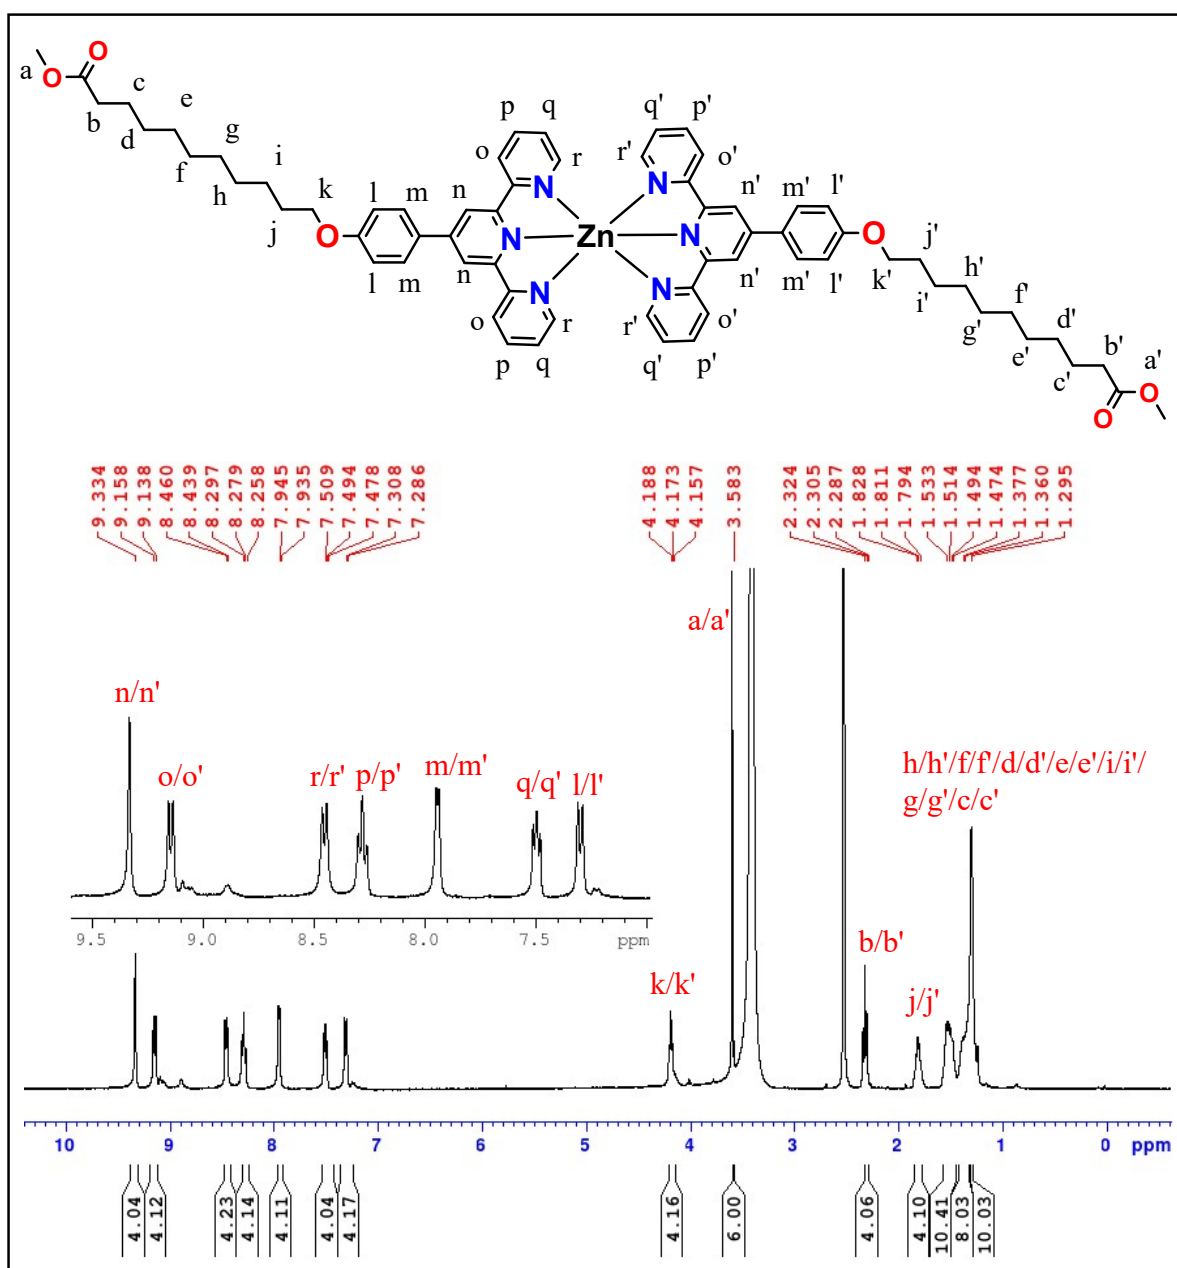 a O O
c
b e
d g
f i
h k
j O
l m n o p q r
l m n o p q r
N N N Zn N N N
q' p'
r' o' n' m' l'
r' o' n' m' l'
q' p'
O
j'
k' h'
i' f'
g' d'
e' b'
c' a'
O O
9.334
9.158
9.138
8.460
8.439
8.297
8.279
8.258
7.945
7.935
7.509
7.494
7.478
7.308
7.286
4.188
4.173
4.157
3.583
2.324
2.305
2.287
1.828
1.811
1.794
1.533
1.514
1.494
1.474
1.377
1.360
1.295
a/a'
n/n'
o/o'
r/r'
p/p'
m/m'
q/q'
l/l'
h/h'/f/f'/d/d'/e/e'/i/i'/
g/g'/c/c'
9.5 9.0 8.5 8.0 7.5 ppm
k/k'
b/b'
j/j'
10 9 8 7 6 5 4 3 2 1 0 ppm
4.04
4.12
4.23
4.14
4.11
4.04
4.17
4.16
6.00
4.06
4.10
10.41
8.03
10.03